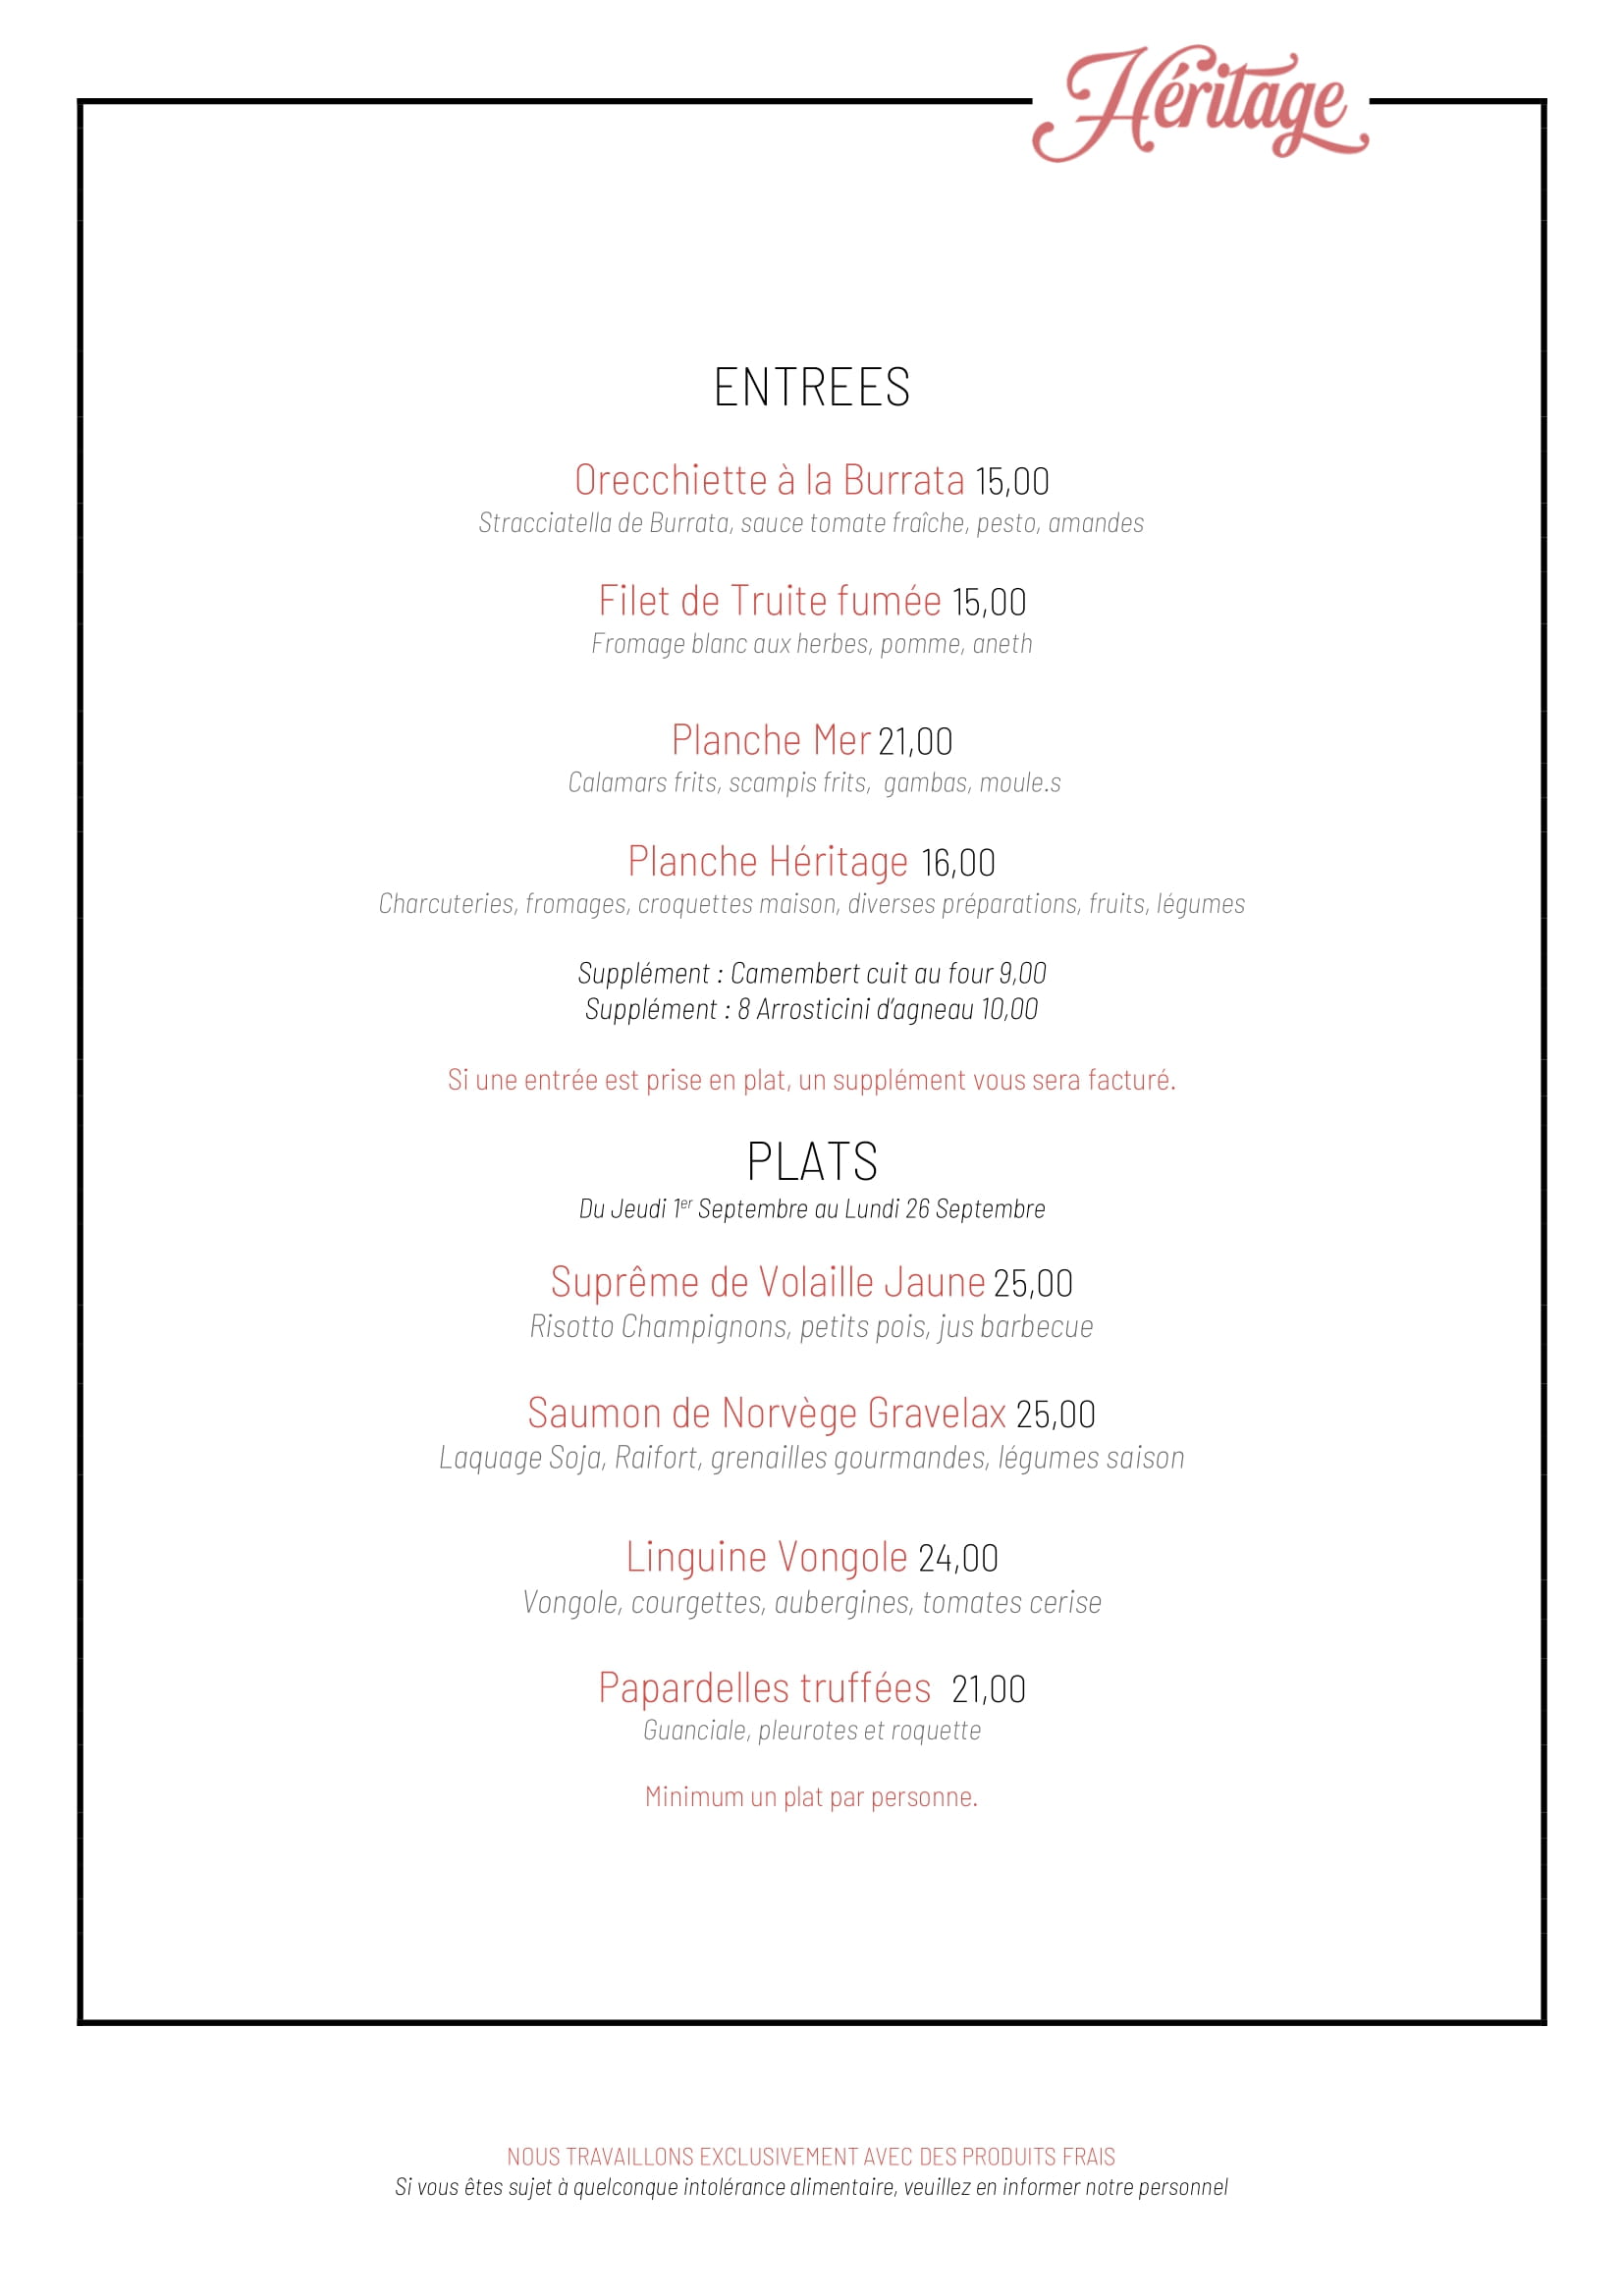 Héritage
ENTREES
Orecchiette à la Burrata 15,00
Stracciatella de Burrata, sauce tomate fraîche, pesto, amandes
Filet de Truite fumée 15,00
Fromage blanc aux herbes, pomme, aneth
Planche Mer 21,00
Calamars frits, scampis frits,  gambas, moule.s
Planche Héritage 16,00
Charcuteries, fromages, croquettes maison, diverses préparations, fruits, légumes
Supplément : Camembert cuit au four 9,00
Supplément : 8 Arrosticini d’agneau 10,00
Si une entrée est prise en plat, un supplément vous sera facturé.
PLATS
Du Jeudi 1er Septembre au Lundi 26 Septembre
Suprême de Volaille Jaune 25,00
Risotto Champignons, petits pois, jus barbecue
Saumon de Norvège Gravelax 25,00
Laquage Soja, Raifort, grenailles gourmandes, légumes saison
Linguine Vongole 24,00
Vongole, courgettes, aubergines, tomates cerise
Papardelles truffées  21,00
Guanciale, pleurotes et roquette
Minimum un plat par personne.
NOUS TRAVAILLONS EXCLUSIVEMENT AVEC DES PRODUITS FRAIS
Si vous êtes sujet à quelconque intolérance alimentaire, veuillez en informer notre personnel